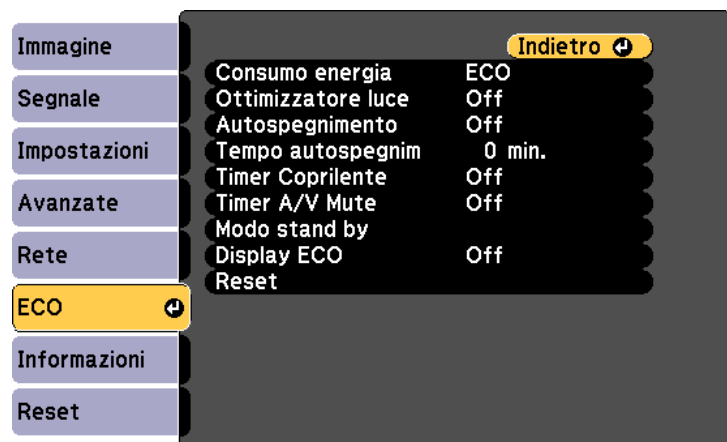 Immagine
Segnale
Impostazioni
Avanzate
Rete
ECO
Informazioni
Reset
Indietro
Consumo energia ECO
Ottimizzatore luce Off
Autospegnimento Off
Tempo autospegnim 0 min.
Timer Coprilente Off
Timer A/V Mute Off
Modo stand by
Display ECO Off
Reset